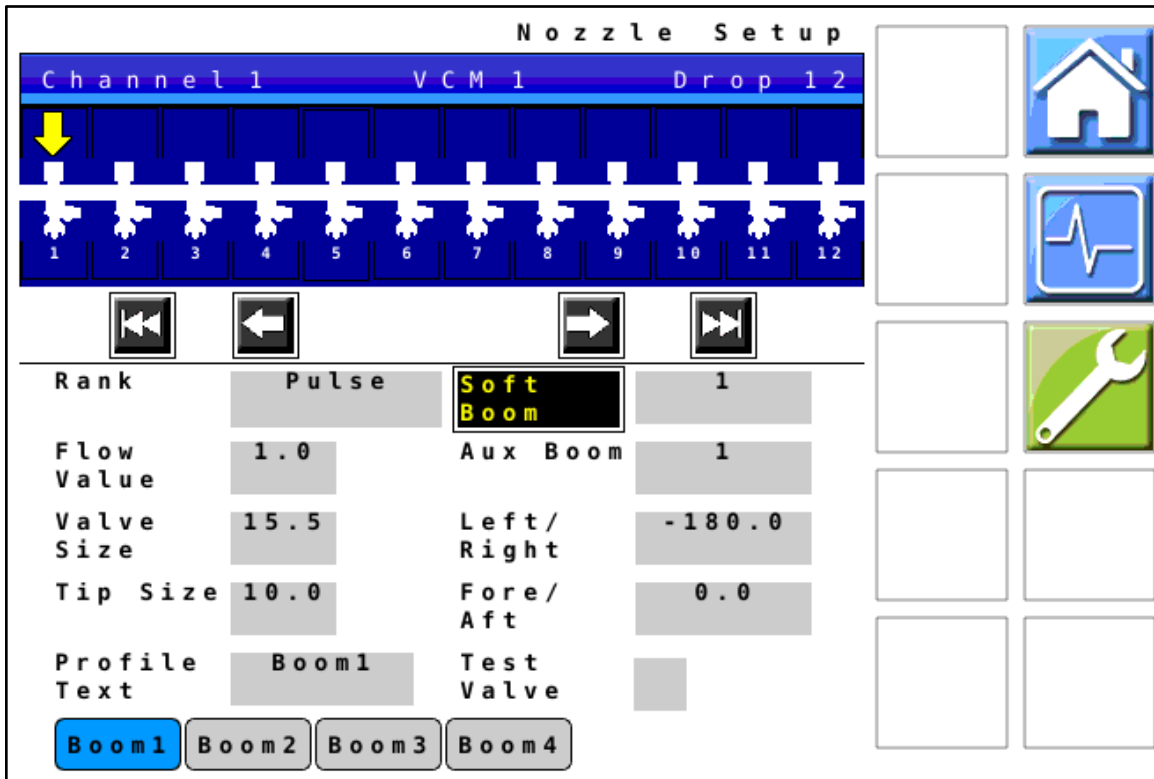 Nozzle Setup
Channel 1 VCM 1 Drop 12
1 2 3 4 5 6 7 8 9 10 11 12
Rank Pulse Soft Boom 1
Flow Value 1.0 Aux Boom 1
Valve Size 15.5 Left/Right -180.0
Tip Size 10.0 Fore/Aft 0.0
Profile Text Boom1 Test Valve
Boom1 Boom2 Boom3 Boom4